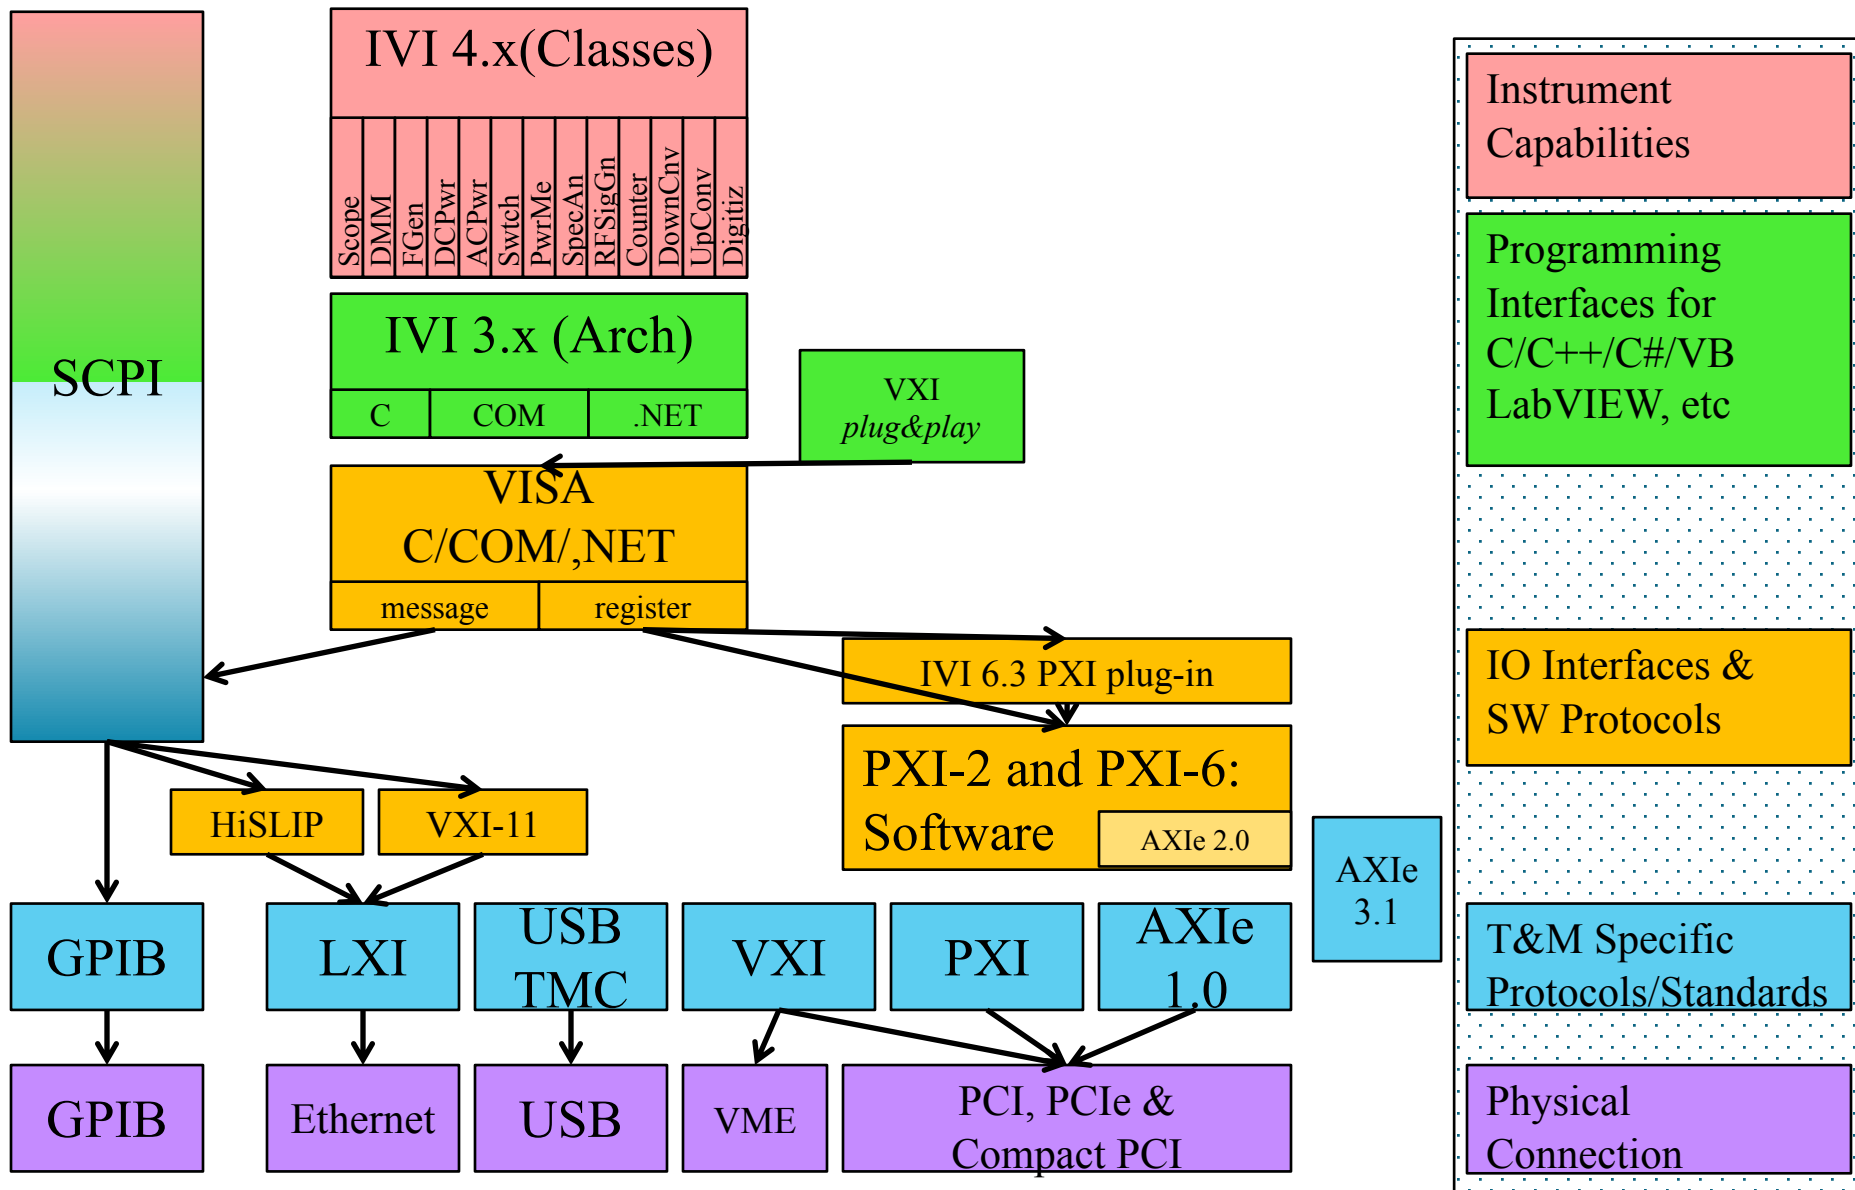 IVI 4.x(Classes)
Scope
DMM
FGen
DCPwr
ACPwr
Swtch
PwrMe
SpecAn
RFSigGn
Counter
DownCnv
UpConv
Digitiz
IVI 3.x (Arch)
C
COM
.NET
SCPI
VXI
plug&play
VISA
C/COM/,NET
message
register
IVI 6.3 PXI plug-in
PXI-2 and PXI-6:
Software
AXIe 2.0
HiSLIP
VXI-11
AXIe
3.1
GPIB
LXI
USB
TMC
VXI
PXI
AXIe
1.0
GPIB
Ethernet
USB
VME
PCI, PCIe &
Compact PCI
Instrument
Capabilities
Programming
Interfaces for
C/C++/C#/VB
LabVIEW, etc
IO Interfaces &
SW Protocols
T&M Specific
Protocols/Standards
Physical
Connection